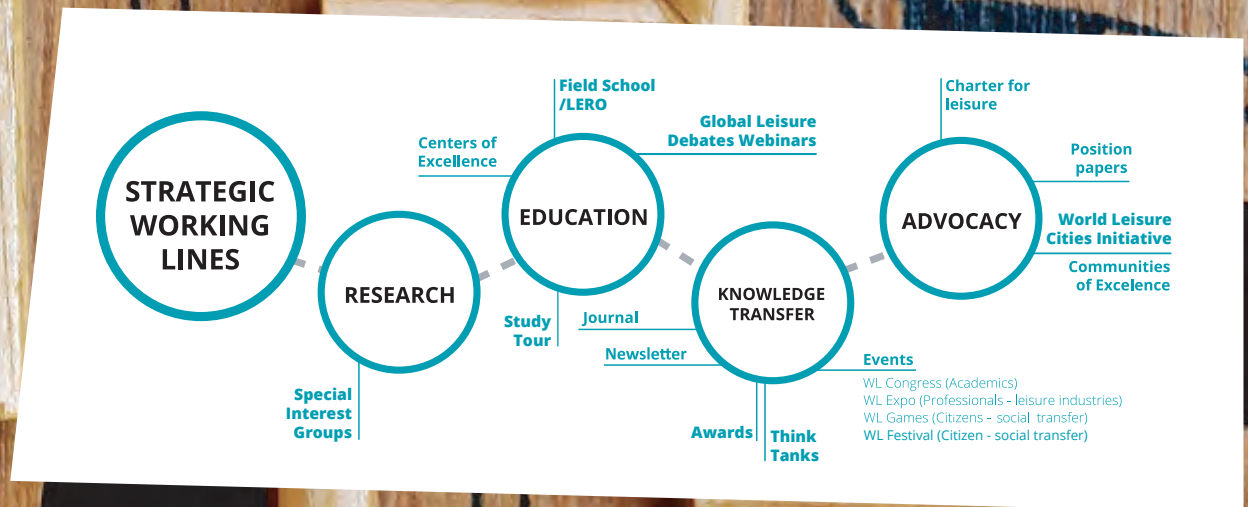 STRATEGIC
WORKING
LINES
RESEARCH
Special
Interest
Groups
EDUCATION
Centers of
Excellence
Field School
/LERO
Global Leisure
Debates Webinars
Study
Tour
KNOWLEDGE
TRANSFER
Journal
Newsletter
Awards
Think
Tanks
Events
WL Congress (Academics)
WL Expo (Professionals - leisure industries)
WL Games (Citizens - social transfer)
WL Festival (Citizen - social transfer)
ADVOCACY
Charter for
leisure
Position
papers
World Leisure
Cities Initiative
Communities
of Excelence